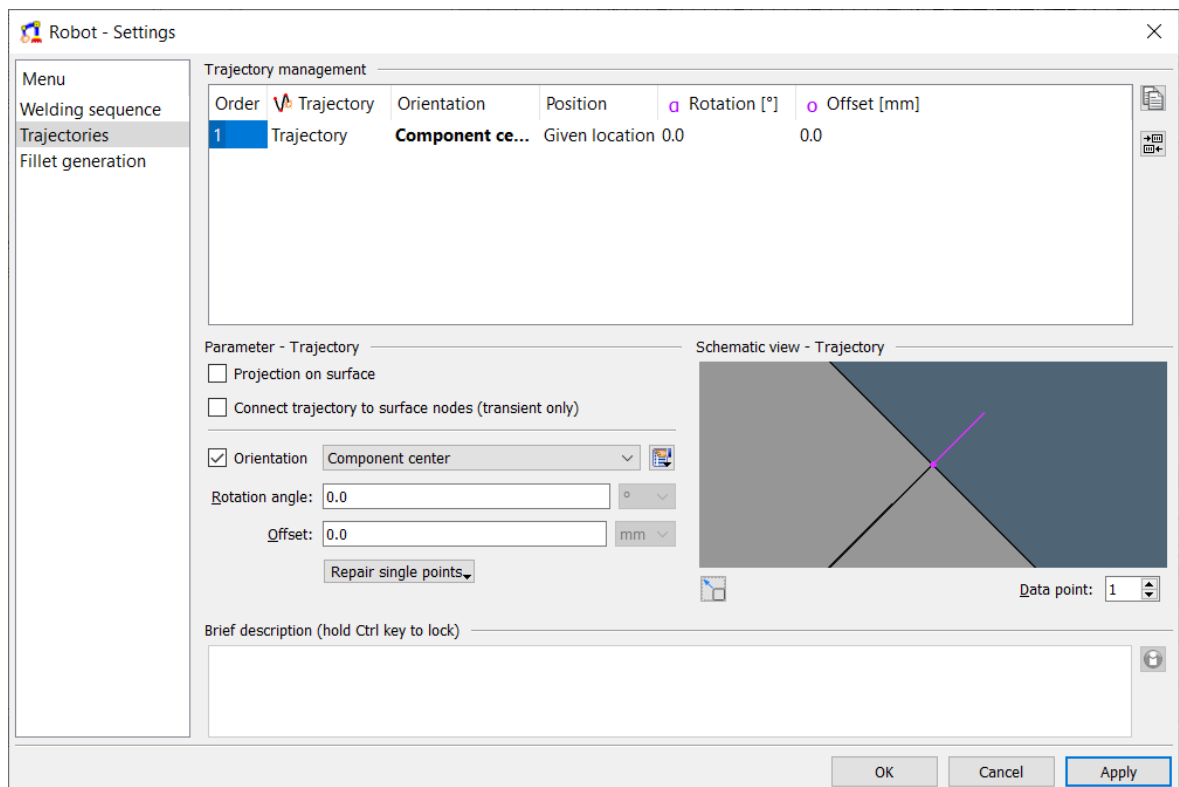 Robot - Settings
Menu
Welding sequence
Trajectories
Fillet generation
Trajectory management
Order Trajectory Orientation Position α Rotation [°] o Offset [mm]
1 Trajectory Component ce... Given location 0.0 0.0
Parameter - Trajectory
Projection on surface
Connect trajectory to surface nodes (transient only)
Orientation Component center
Rotation angle: 0.0 °
Offset: 0.0 mm
Repair single points
Schematic view - Trajectory
Data point: 1
Brief description (hold Ctrl key to lock)
OK Cancel Apply